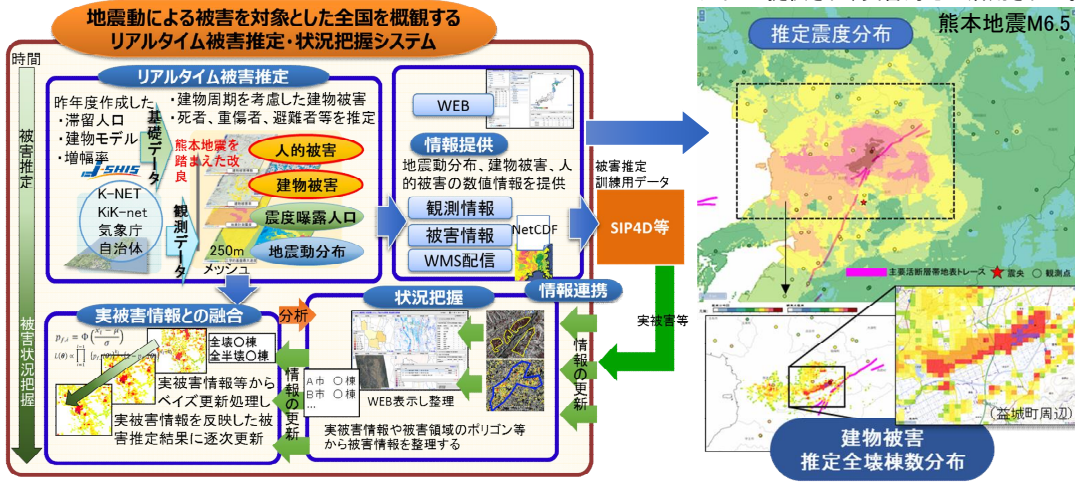 地震動による被害を対象とした全国を概観する
リアルタイム被害推定・状況把握システム
時間
被害推定
被害状況把握
リアルタイム被害推定
昨年度作成した
・滞留人口
・建物モデル
・増幅率
基礎データ
・建物周期を考慮した建物被害
・死者、重傷者、避難者等を推定
熊本地震を
踏まえた改
良
J-SHIS
K-NET
KiK-net
気象庁
自治体
観測データ
人的被害
建物被害
震度曝露人口
地震動分布
250m
メッシュ
WEB
情報提供
地震動分布、建物被害、人
的被害の数値情報を提供
観測情報
被害情報
WMS配信
NetCDF
被害推定
訓練用データ
SIP4D等
実被害等
実被害情報との融合
分析
全壊〇棟
全半壊〇棟
実被害情報等から
ベイズ更新処理し
実被害情報を反映した被
害推定結果に逐次更新
情報の更新
状況把握
情報連携
A市 〇棟
B市 〇棟
...
WEB表示し整理
実被害情報や被害領域のポリゴン等
から被害情報を整理する
情報の更新
推定震度分布
熊本地震M6.5
主要活断層帯地表トレース
震央
観測点
(益城町周辺)
建物被害
推定全壊棟数分布